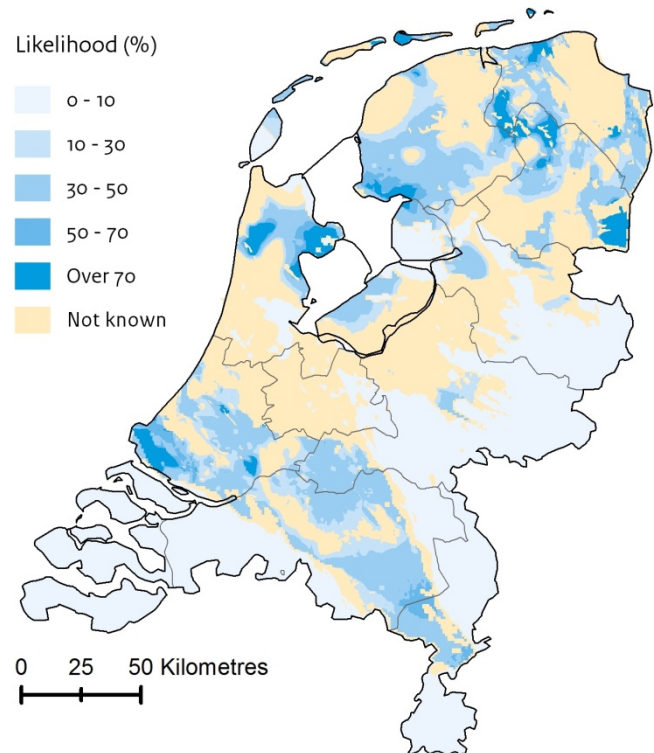 Likelihood (%)
0 - 10
10 - 30
30 - 50
50 - 70
Over 70
Not known
0 25 50 Kilometres